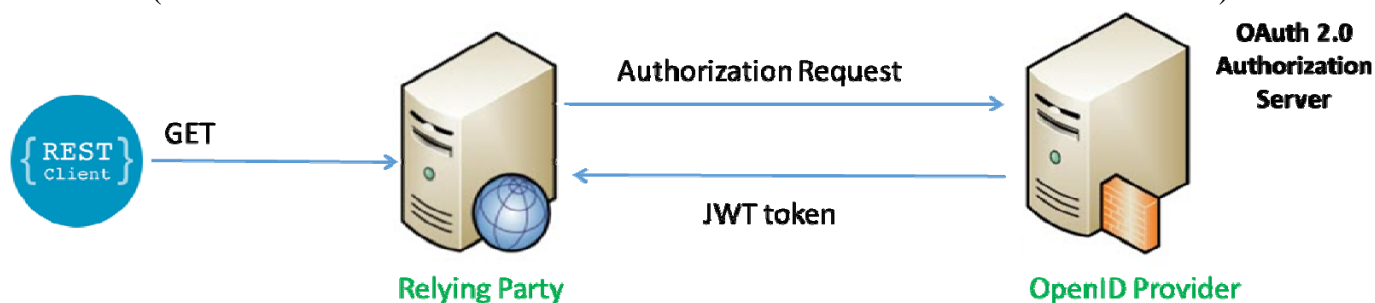 OAuth 2.0
Authorization
Server
Authorization Request
GET
{REST
Client}
JWT token
Relying Party
OpenID Provider